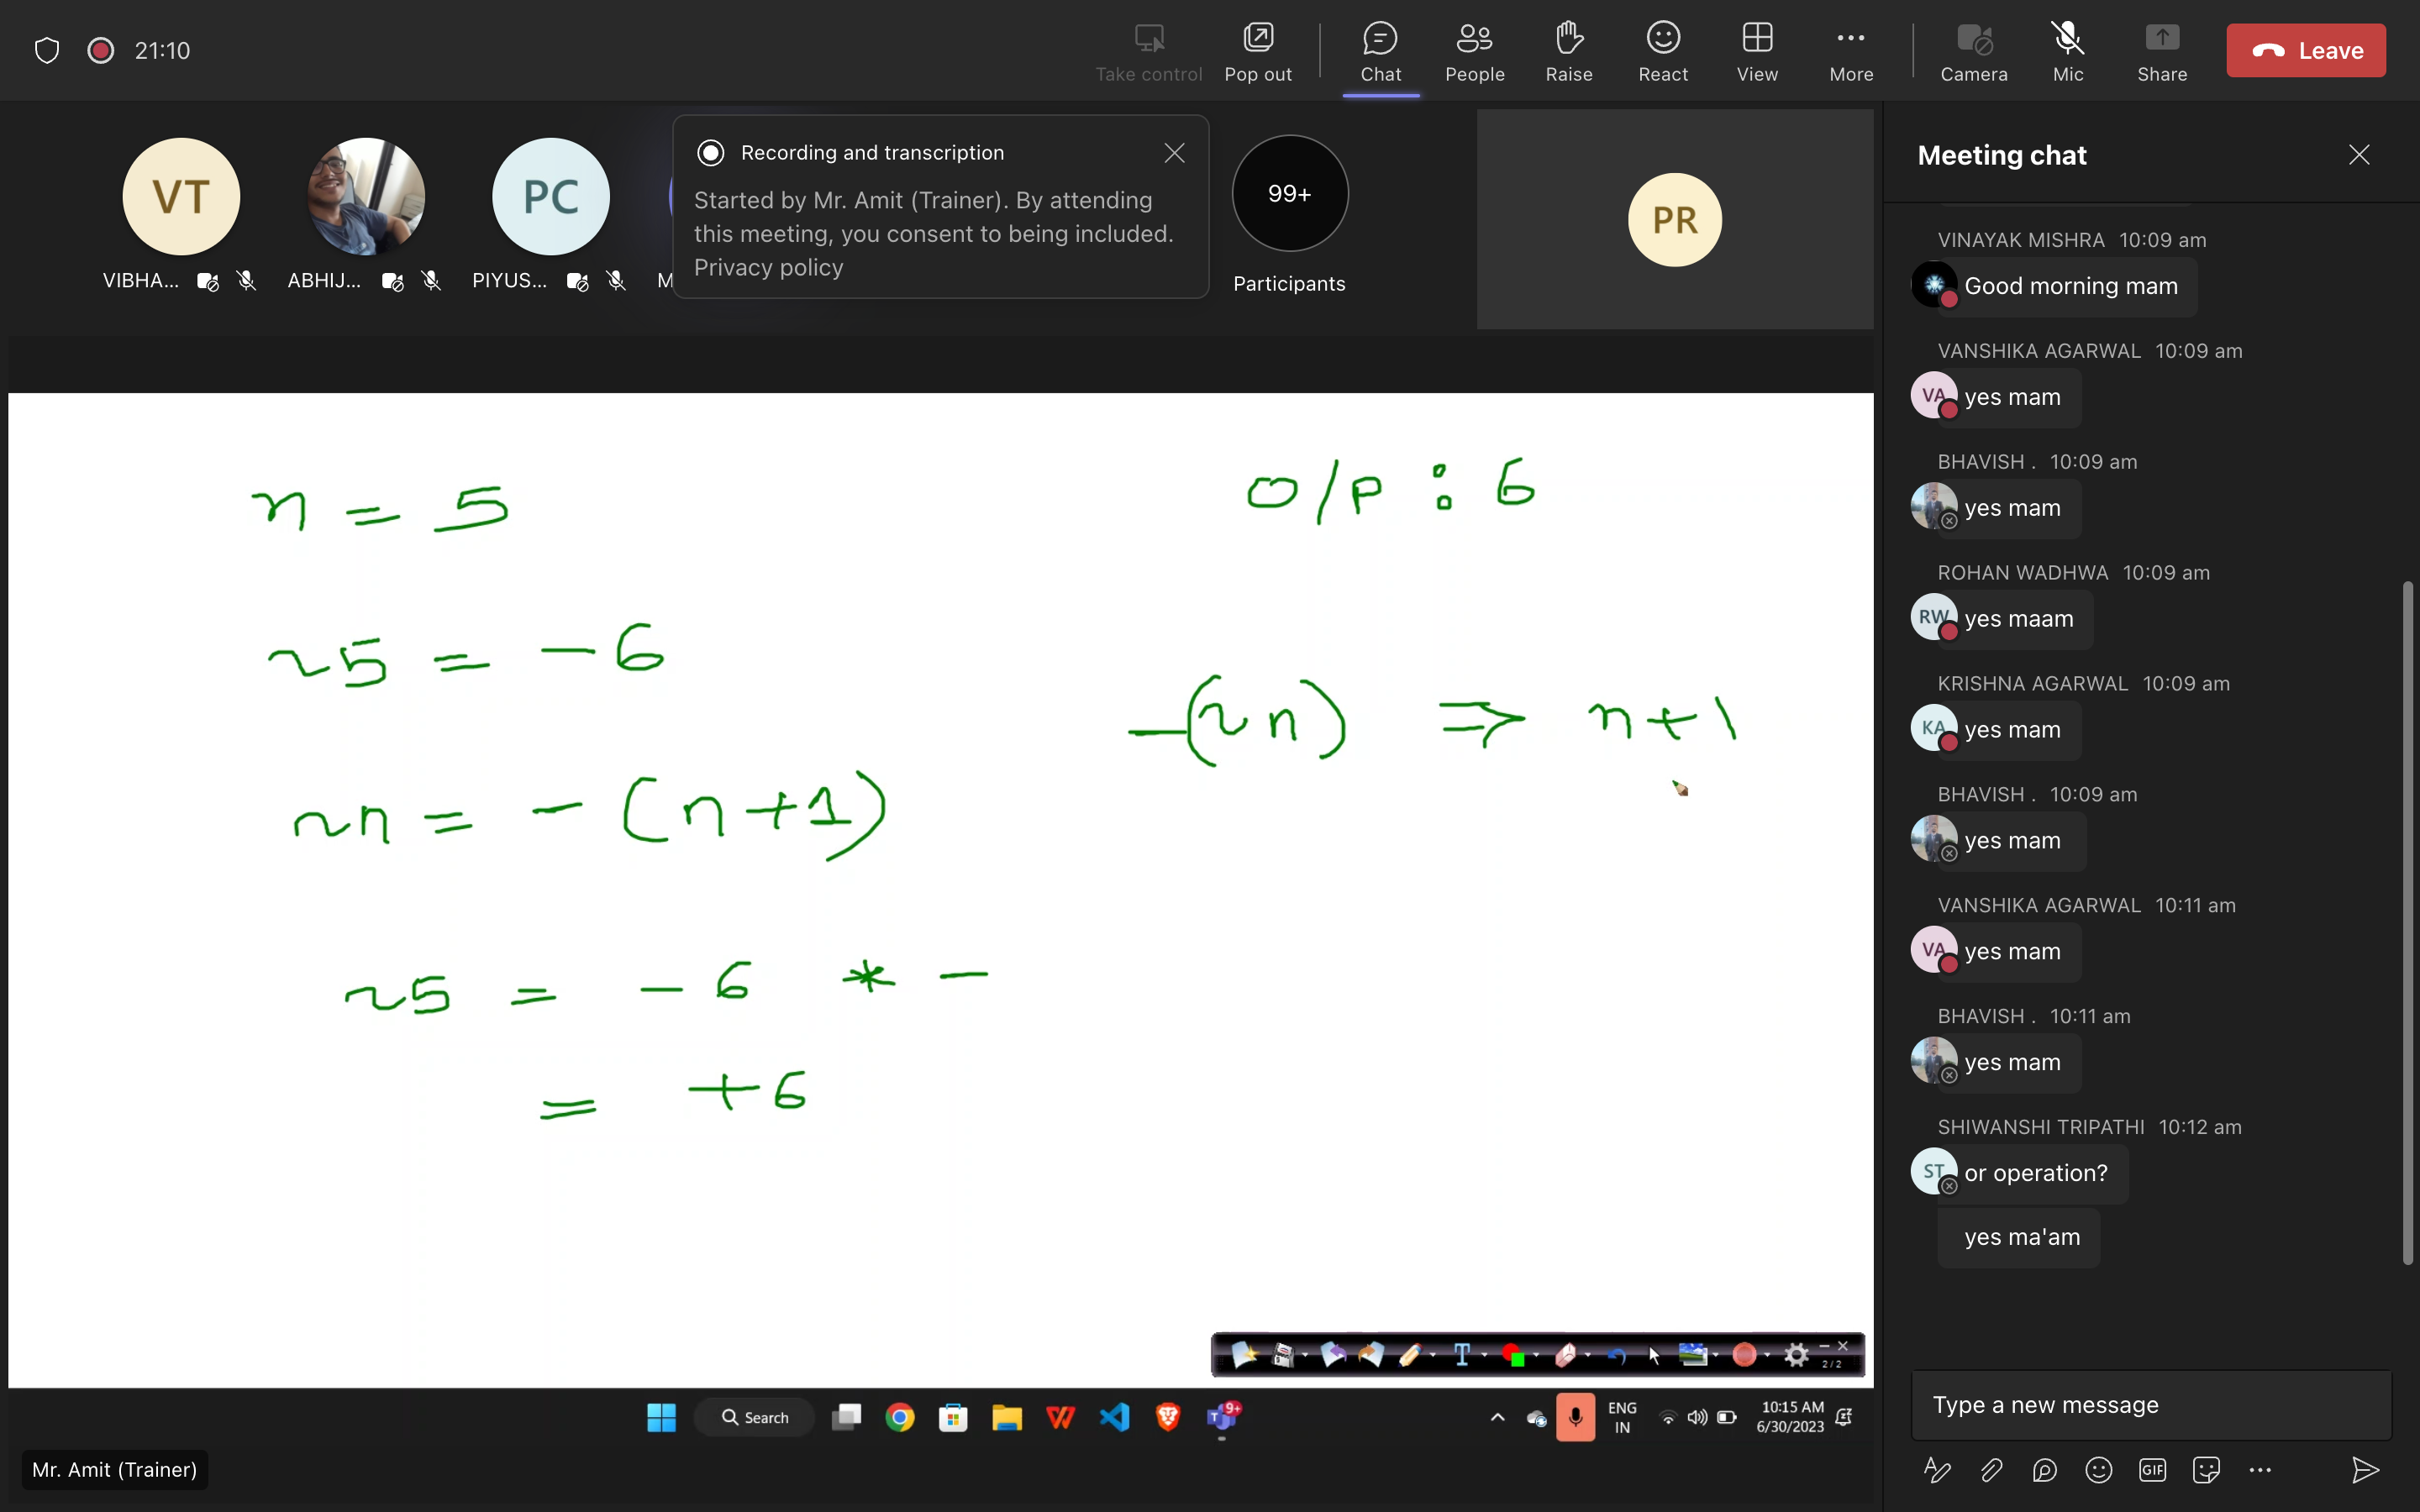 21:10
Take control
Pop out
Chat
People
Raise
React
View
More
Camera
Mic
Share
Leave
VT
PC
VIBHA...
ABHIJ...
PIYUS...
M
Recording and transcription
Started by Mr. Amit (Trainer). By attending
this meeting, you consent to being included.
Privacy policy
99+
Participants
PR
n = 5
~5 = -6
~n = -(n+1)
~5 = -6 * -
= +6
O/P : 6
-(~n) ⇒ n+1
2/2
Search
9+
ENG
IN
10:15 AM
6/30/2023
Mr. Amit (Trainer)
Meeting chat
VINAYAK MISHRA 10:09 am
Good morning mam
VANSHIKA AGARWAL 10:09 am
VA yes mam
BHAVISH . 10:09 am
yes mam
ROHAN WADHWA 10:09 am
RW yes maam
KRISHNA AGARWAL 10:09 am
KA yes mam
BHAVISH . 10:09 am
yes mam
VANSHIKA AGARWAL 10:11 am
VA yes mam
BHAVISH . 10:11 am
yes mam
SHIWANSHI TRIPATHI 10:12 am
ST or operation?
yes ma'am
Type a new message
GIF